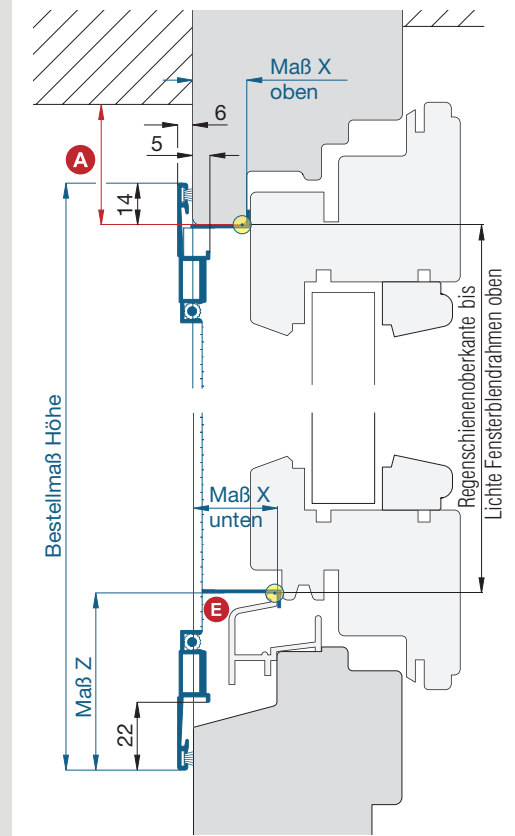 Maß X
oben
6
A
5
14
Bestellmaß Höhe
Regenschienenoberkante bis
Lichte Fensterblendrahmen oben
Maß X
unten
E
Maß Z
22